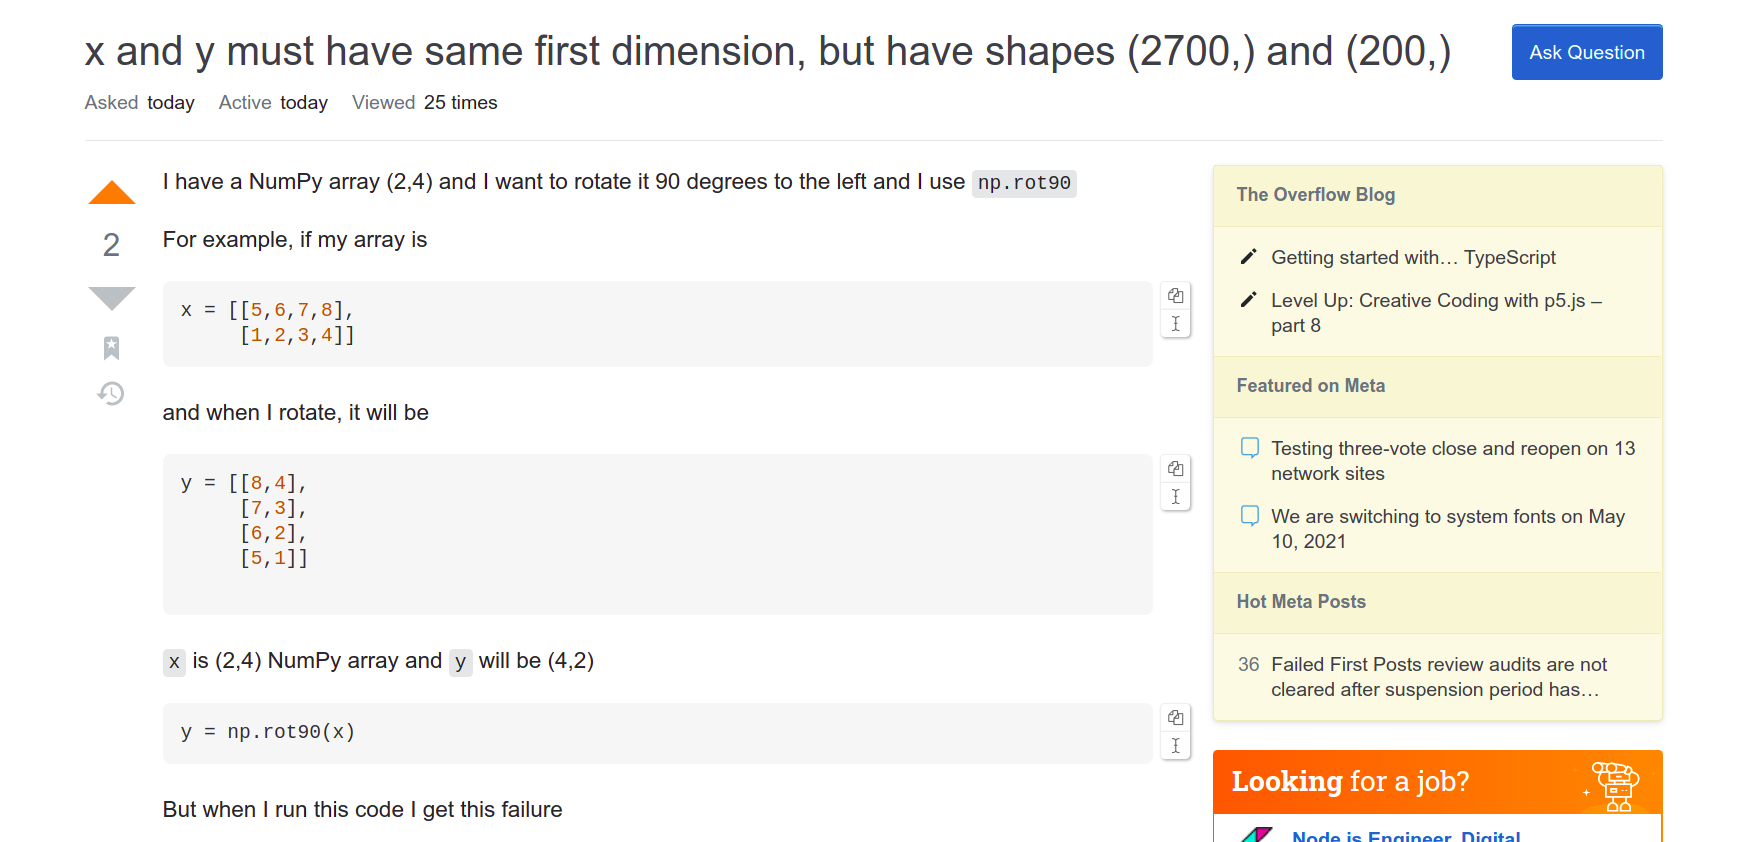 x and y must have same first dimension, but have shapes (2700,) and (200,)
Ask Question
Asked today Active today Viewed 25 times
I have a NumPy array (2,4) and I want to rotate it 90 degrees to the left and I use np.rot90
2
For example, if my array is
x = [[5,6,7,8],
[1,2,3,4]]
and when I rotate, it will be
y = [[8,4],
[7,3],
[6,2],
[5,1]]
x is (2,4) NumPy array and y will be (4,2)
y = np.rot90(x)
But when I run this code I get this failure
The Overflow Blog
Getting started with… TypeScript
Level Up: Creative Coding with p5.js –
part 8
Featured on Meta
Testing three-vote close and reopen on 13
network sites
We are switching to system fonts on May
10, 2021
Hot Meta Posts
36 Failed First Posts review audits are not
cleared after suspension period has…
Looking for a job?
Node js Engineer, Digital